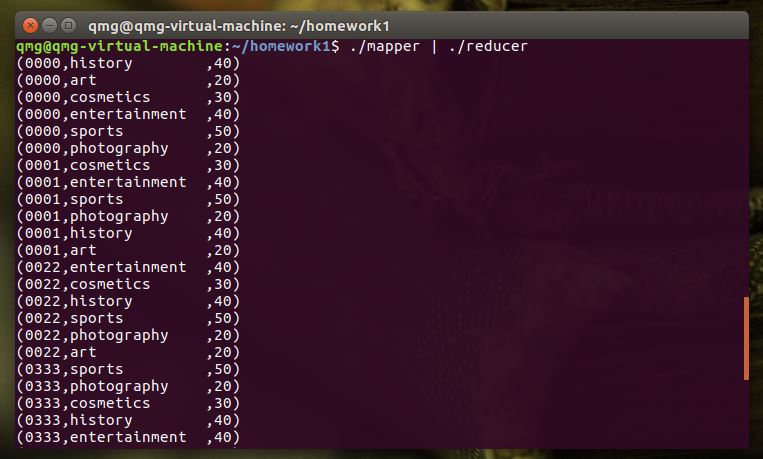 qmg@qmg-virtual-machine: ~/homework1
qmg@qmg-virtual-machine:~/homework1$ ./mapper | ./reducer
(0000,history        ,40)
(0000,art            ,20)
(0000,cosmetics      ,30)
(0000,entertainment  ,40)
(0000,sports         ,50)
(0000,photography    ,20)
(0001,cosmetics      ,30)
(0001,entertainment  ,40)
(0001,sports         ,50)
(0001,photography    ,20)
(0001,history        ,40)
(0001,art            ,20)
(0022,entertainment  ,40)
(0022,cosmetics      ,30)
(0022,history        ,40)
(0022,sports         ,50)
(0022,photography    ,20)
(0022,art            ,20)
(0333,sports         ,50)
(0333,photography    ,20)
(0333,cosmetics      ,30)
(0333,history        ,40)
(0333,entertainment  ,40)